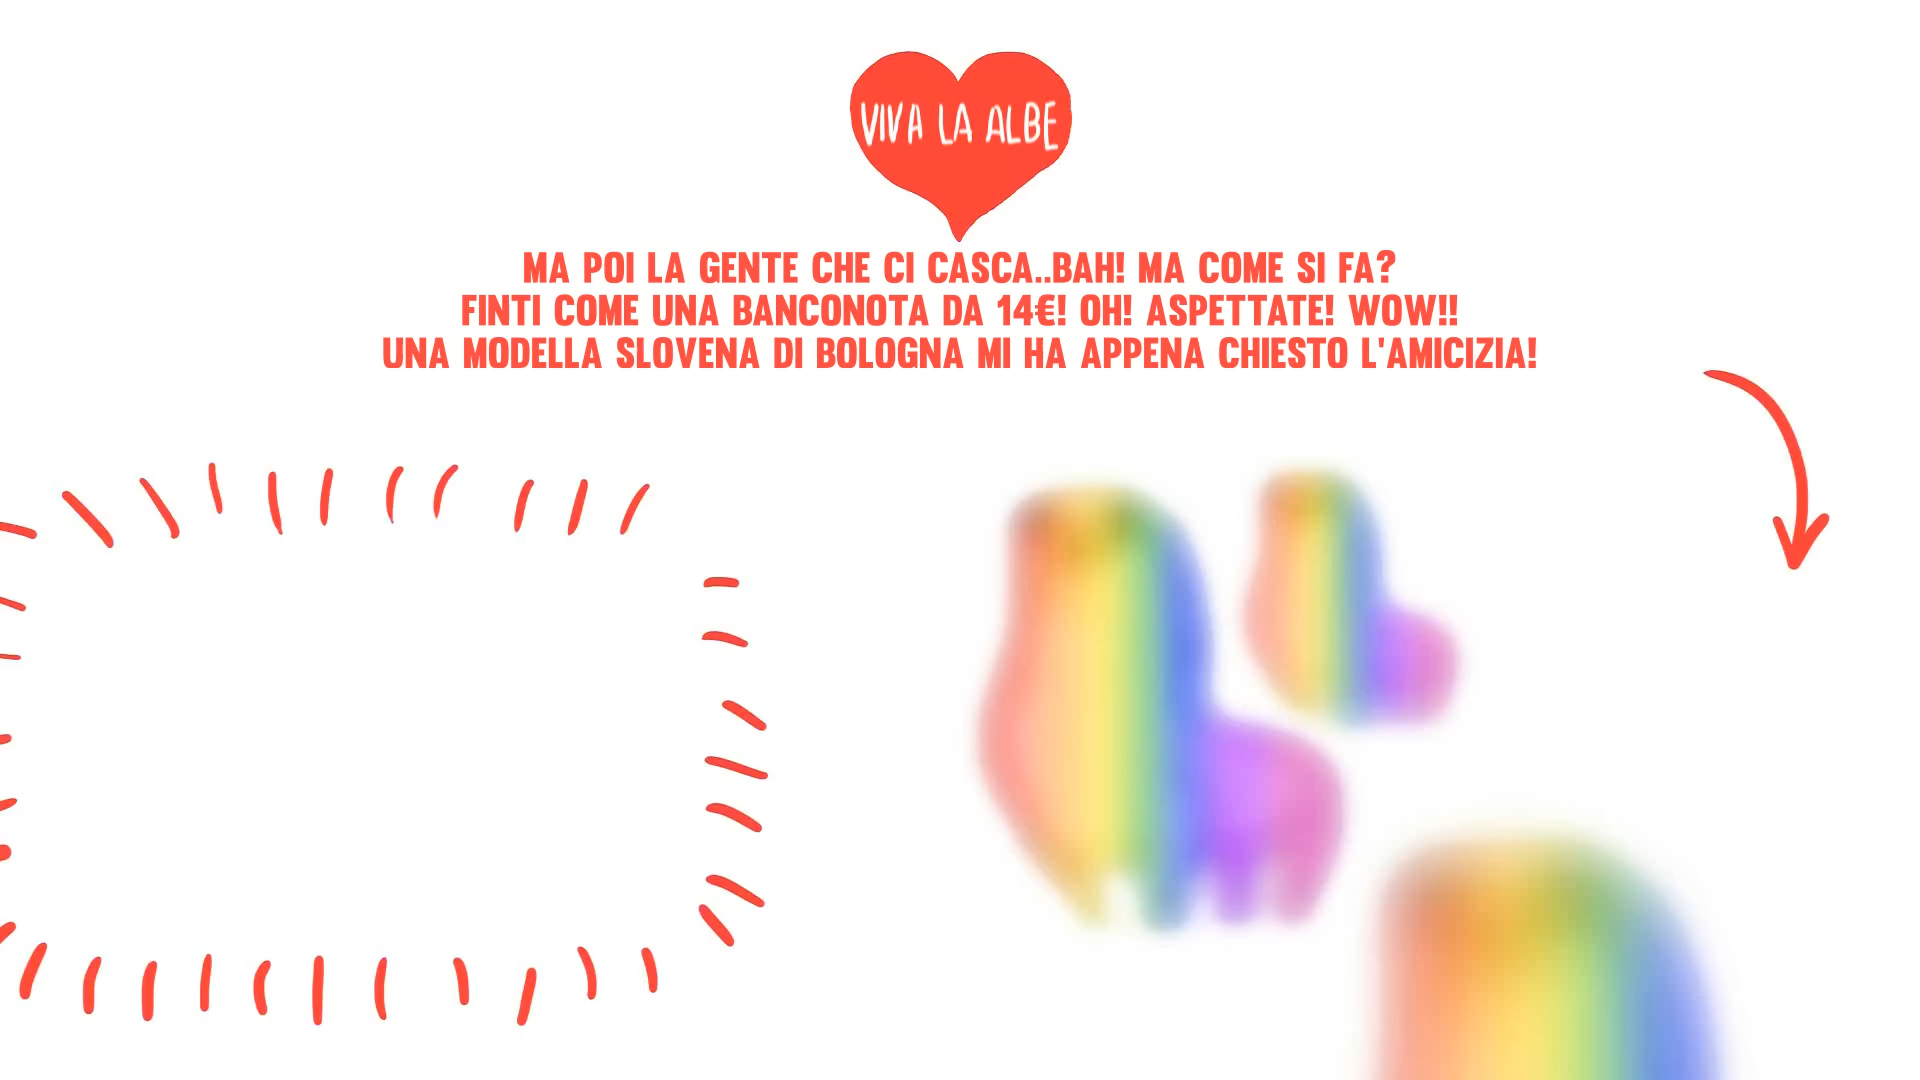 VIVA LA ALBE
MA POI LA GENTE CHE CI CASCA..BAH! MA COME SI FA?
FINTI COME UNA BANCONOTA DA 14€! OH! ASPETTATE! WOW!!
UNA MODELLA SLOVENA DI BOLOGNA MI HA APPENA CHIESTO L'AMICIZIA!